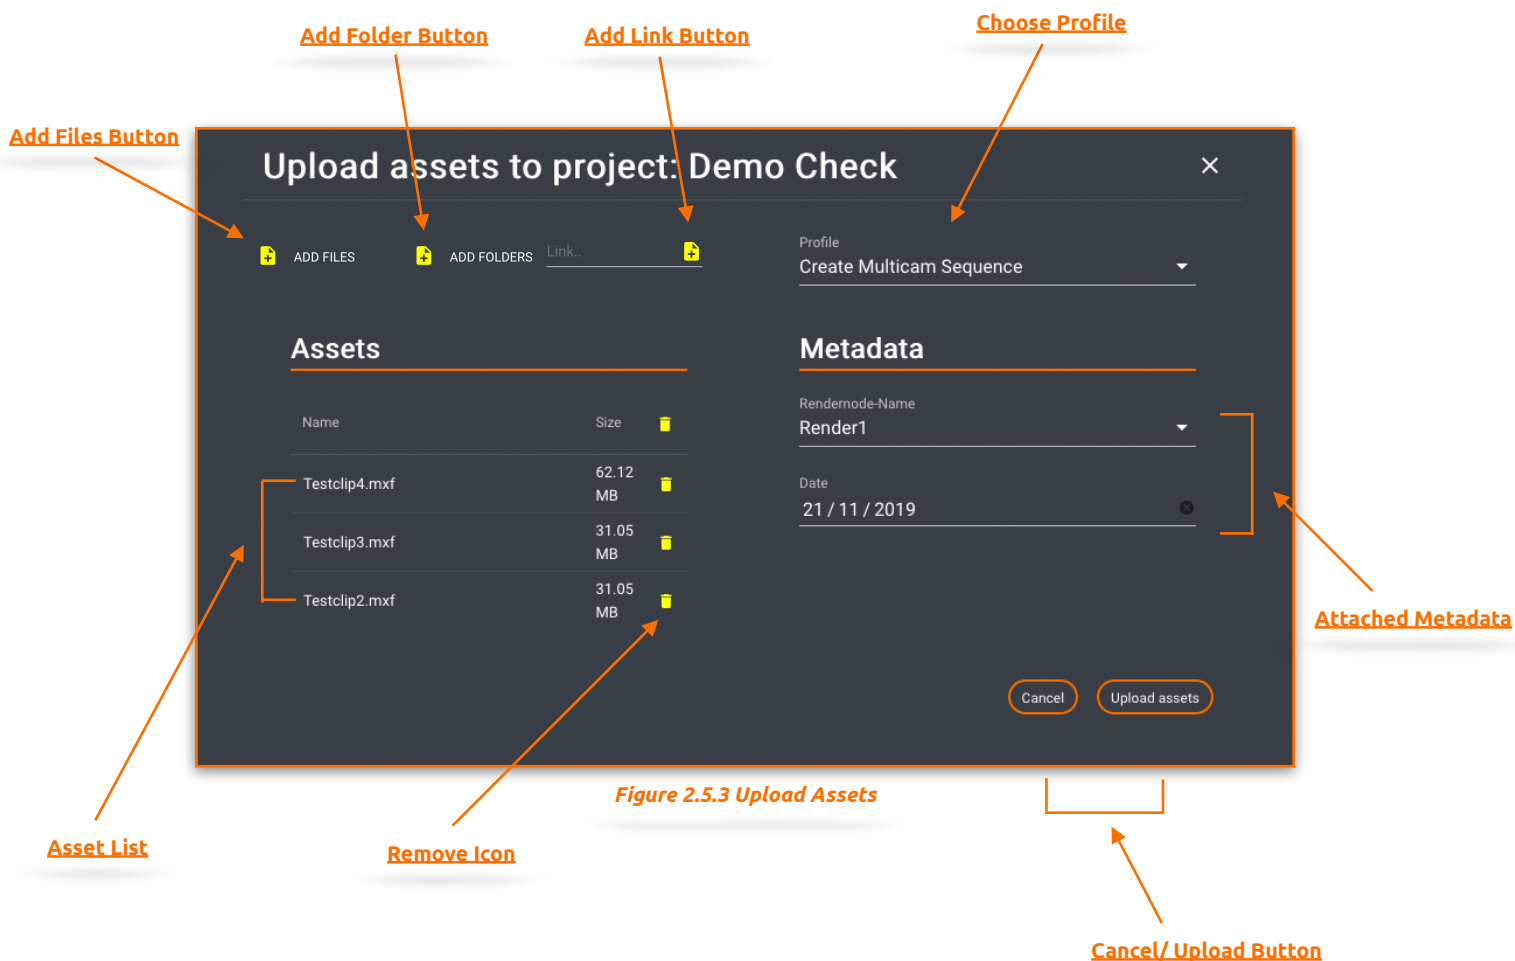 Choose Profile
Add Folder Button
Add Link Button
Add Files Button
Upload assets to project: Demo Check
ADD FILES
ADD FOLDERS
Link..
Profile
Create Multicam Sequence
Assets
Metadata
Name
Size
Rendernode-Name
Render1
Testclip4.mxf
62.12
MB
Date
21 / 11 / 2019
Testclip3.mxf
31.05
MB
Testclip2.mxf
31.05
MB
Attached Metadata
Cancel
Upload assets
Figure 2.5.3 Upload Assets
Asset List
Remove Icon
Cancel/ Upload Button